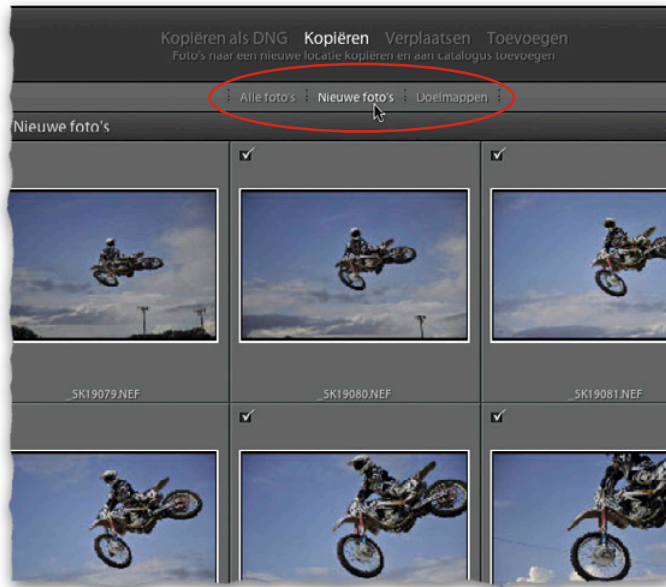 Kopiëren als DNG Kopiëren Verplaatsen Toevoegen
Foto's naar een nieuwe locatie kopiëren en aan catalogus toevoegen
Alle foto's Nieuwe foto's Doelmappen
Nieuwe foto's
_SK19079.NEF _SK19080.NEF _SK19081.NEF